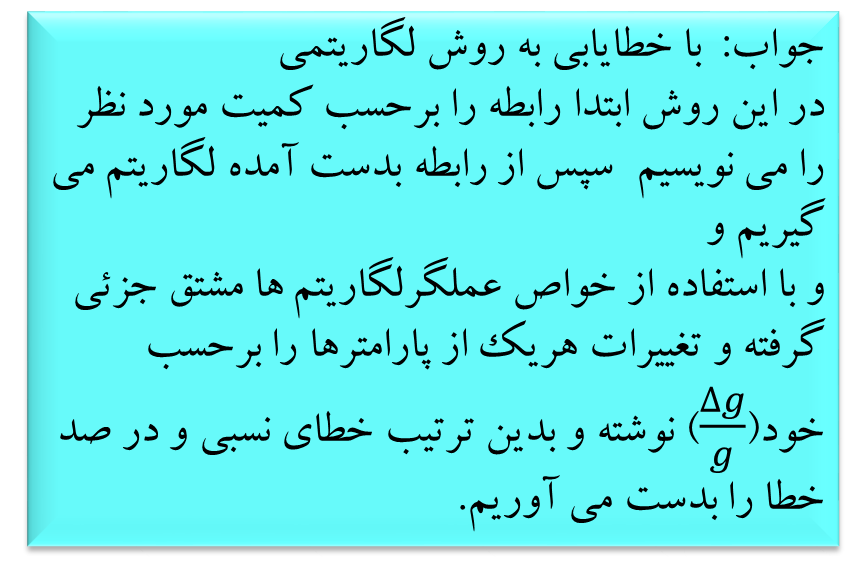 جواب: با خطایابی به روش لگاریتمی
در این روش ابتدا رابطه را برحسب کمیت مورد نظر
را می نویسیم سپس از رابطه بدست آمده لگاریتم می
گیریم و
و با استفاده از خواص عملگرلگاریتم ها مشتق جزئی
گرفته و تغییرات هریک از پارامترها را برحسب
خود(Δg/g) نوشته و بدین ترتیب خطای نسبی و در صد
خطا را بدست می آوریم.